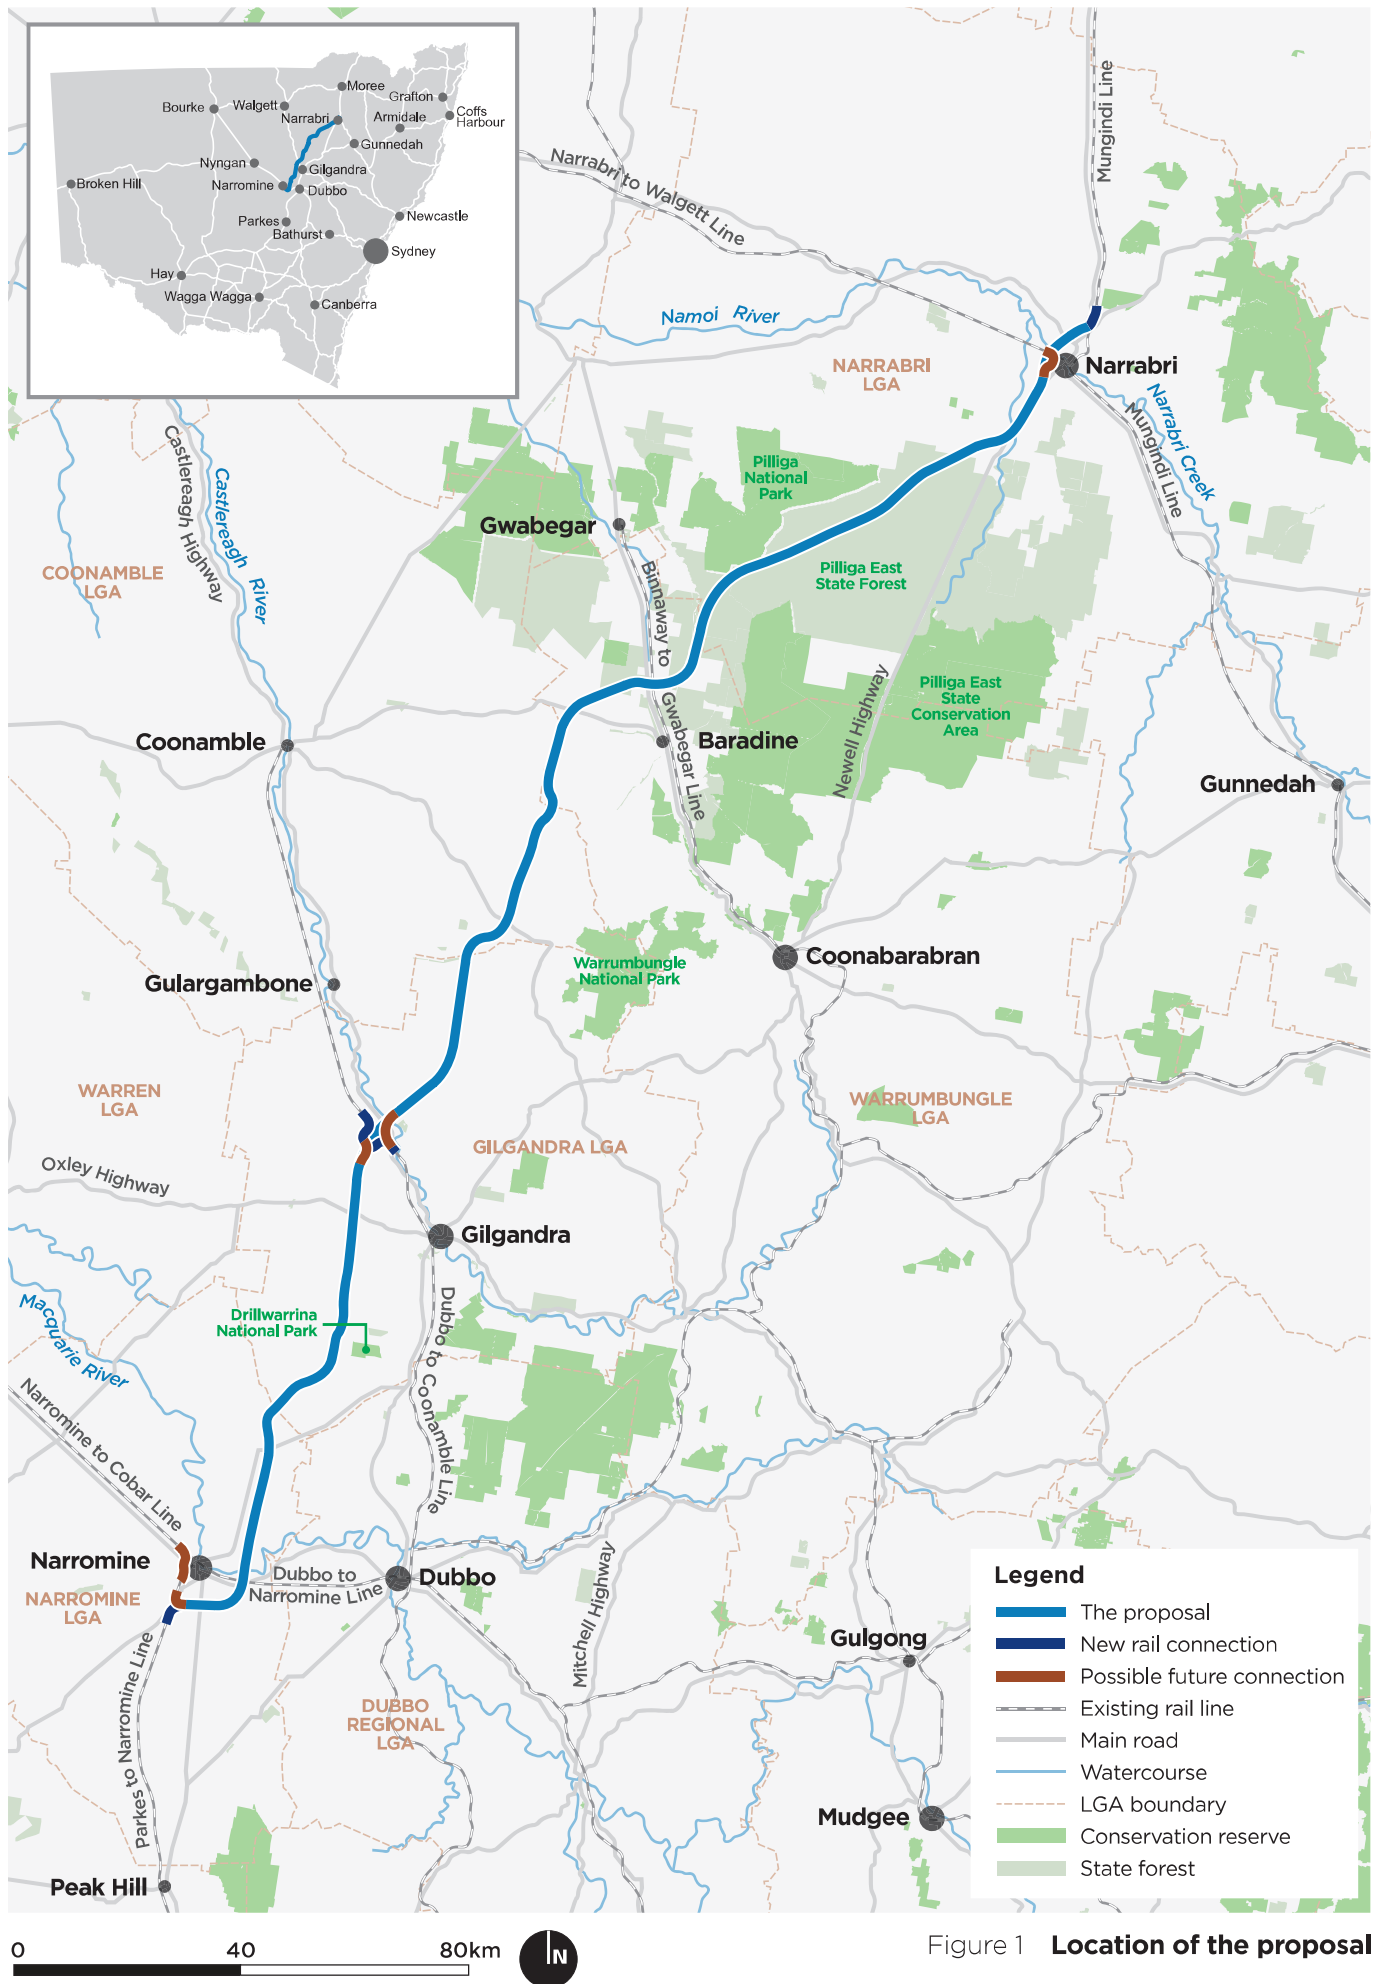 Moree
Bourke
Walgett
Grafton
Narrabri
Armidale
Coffs
Harbour
Gunnedah
Nyngan
Gilgandra
Broken Hill
Narromine
Dubbo
Parkes
Newcastle
Bathurst
Sydney
Hay
Wagga Wagga
Canberra
Mungindi Line
Narrabri to Walgett Line
Namoi River
NARRABRI
LGA
Narrabri
Narrabri Creek
Mungindi Line
Castlereagh Highway
Castlereagh River
Pilliga
National
Park
Gwabegar
COONAMBLE
LGA
Pilliga East
State Forest
Binnaway to
Gwabegar Line
Newell Highway
Pilliga East
State
Conservation
Area
Coonamble
Baradine
Gunnedah
Coonabarabran
Warrumbungle
National Park
Gulargambone
WARREN
LGA
WARRUMBUNGLE
LGA
GILGANDRA LGA
Oxley Highway
Gilgandra
Macquarie River
Drillwarrina
National Park
Dubbo to Coonamble Line
Narromine to Cobar Line
Narromine
Dubbo to
Narromine Line
Dubbo
NARROMINE
LGA
Mitchell Highway
Parkes to Narromine Line
DUBBO
REGIONAL
LGA
Gulgong
Mudgee
Peak Hill
Legend
The proposal
New rail connection
Possible future connection
Existing rail line
Main road
Watercourse
LGA boundary
Conservation reserve
State forest
0 40 80km
N
Figure 1 Location of the proposal